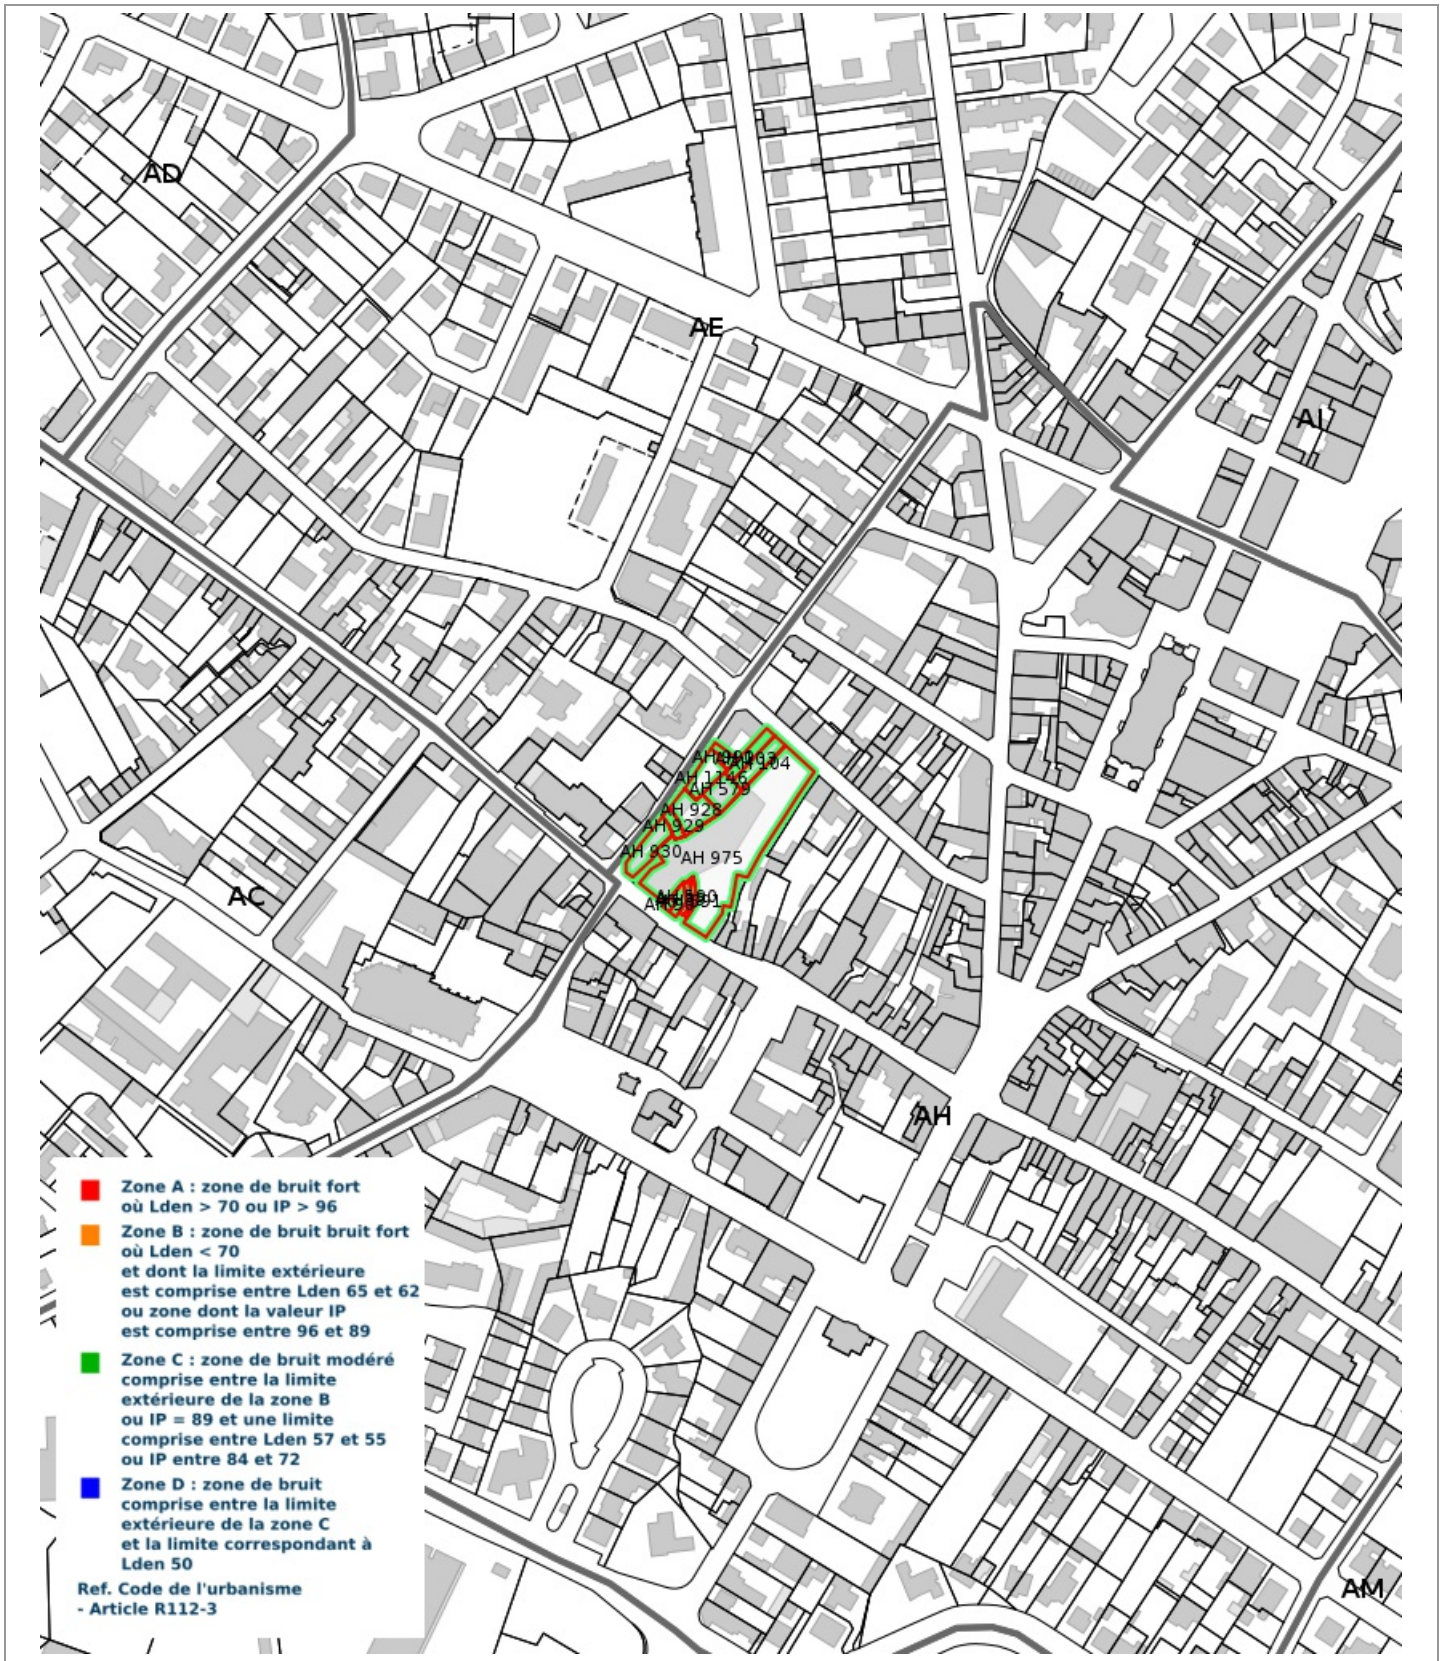 AD
AE
AI
AH 104
AH 1146
AH 579
AH 928
AH 929
AH 930
AH 975
AC
AH
Zone A : zone de bruit fort
où Lden > 70 ou IP > 96
Zone B : zone de bruit bruit fort
où Lden < 70
et dont la limite extérieure
est comprise entre Lden 65 et 62
ou zone dont la valeur IP
est comprise entre 96 et 89
Zone C : zone de bruit modéré
comprise entre la limite
extérieure de la zone B
ou IP = 89 et une limite
comprise entre Lden 57 et 55
ou IP entre 84 et 72
Zone D : zone de bruit
comprise entre la limite
extérieure de la zone C
et la limite correspondant à
Lden 50
Ref. Code de l'urbanisme
- Article R112-3
AM